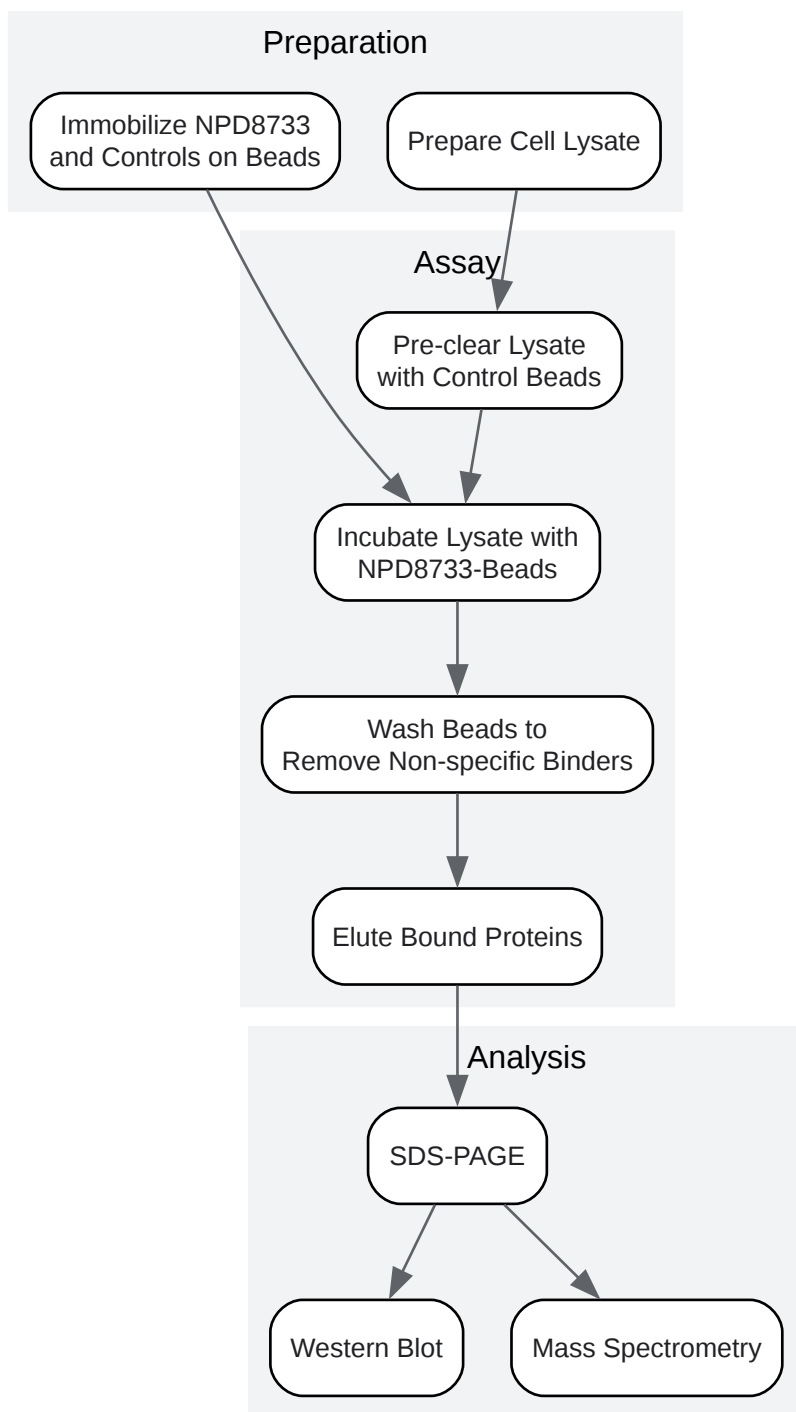 Preparation
Immobilize NPD8733
and Controls on Beads
Prepare Cell Lysate
Assay
Pre-clear Lysate
with Control Beads
Incubate Lysate with
NPD8733-Beads
Wash Beads to
Remove Non-specific Binders
Elute Bound Proteins
Analysis
SDS-PAGE
Western Blot
Mass Spectrometry